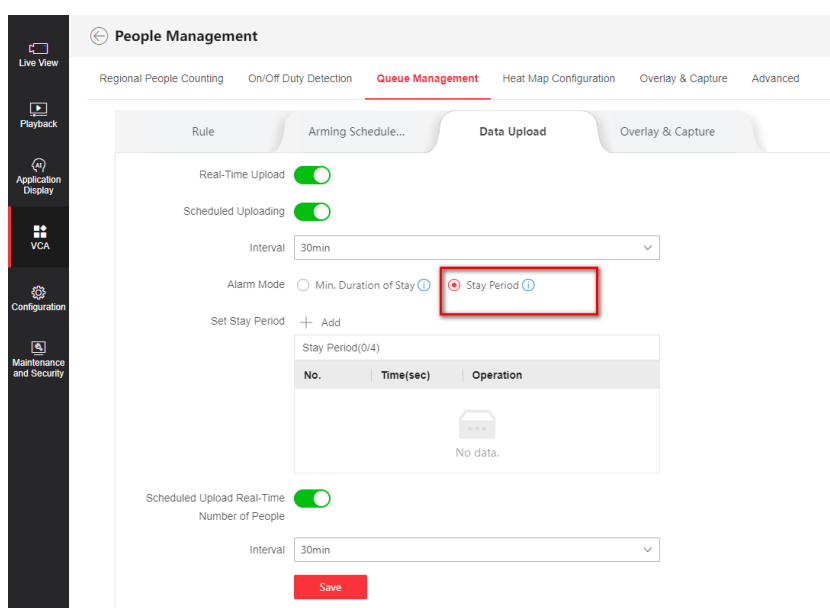 People Management
Live View
Regional People Counting On/Off Duty Detection Queue Management Heat Map Configuration Overlay & Capture Advanced
Playback
Rule Arming Schedule... Data Upload Overlay & Capture
AI
Application
Display
Real-Time Upload
Scheduled Uploading
VCA
Interval 30min
Alarm Mode Min. Duration of Stay Stay Period
Configuration
Set Stay Period + Add
Stay Period(0/4)
Maintenance
and Security
No. Time(sec) Operation
No data.
Scheduled Upload Real-Time
Number of People
Interval 30min
Save